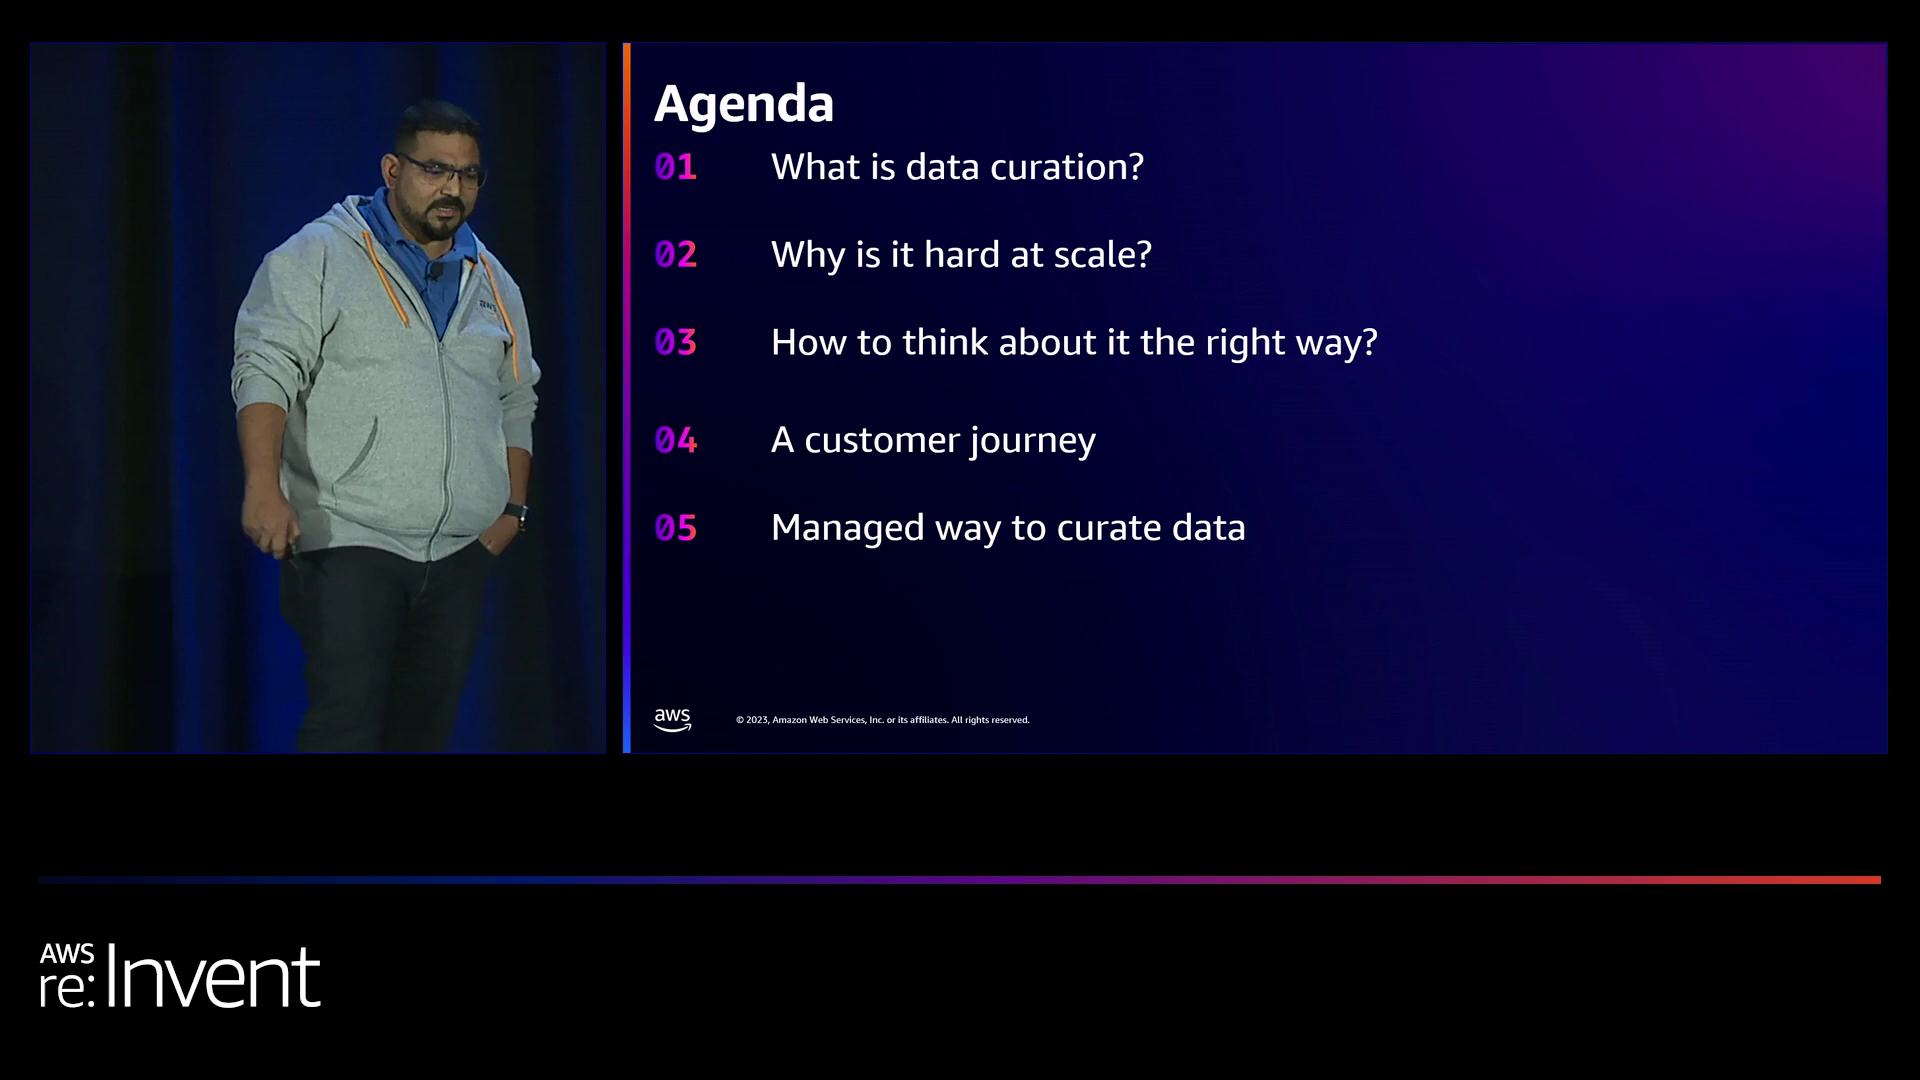 aws
Agenda
01 What is data curation?
02 Why is it hard at scale?
03 How to think about it the right way?
04 A customer journey
05 Managed way to curate data
aws
© 2023, Amazon Web Services, Inc. or its affiliates. All rights reserved.
AWS
re:Invent